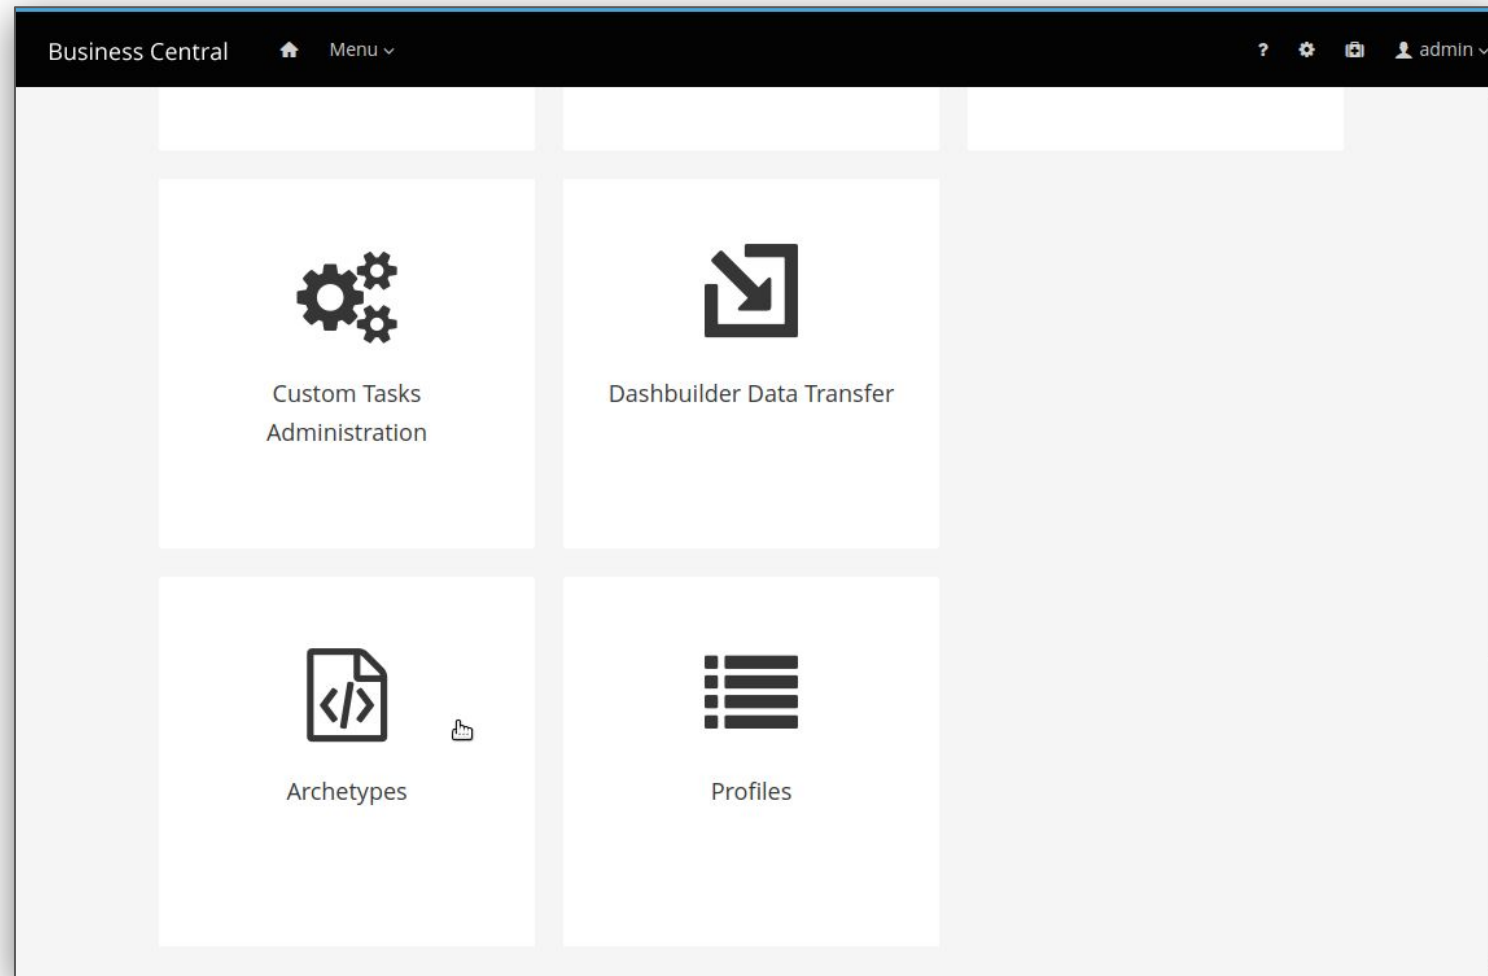 Business Central
Menu
?
admin
Custom Tasks
Administration
Dashbuilder Data Transfer
</>
Archetypes
Profiles